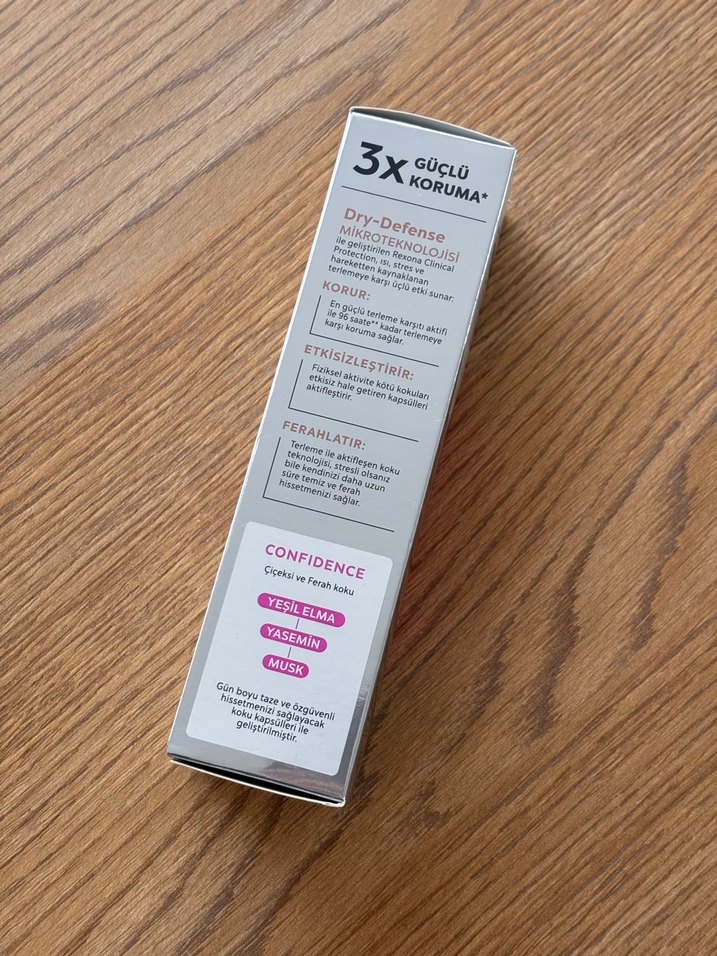 3x GÜÇLÜ
KORUMA*
Dry-Defense
MİKROTEKNOLOJİSİ
ile geliştirilen Rexona Clinical
Protection, ısı, stres ve
hareketten kaynaklanan
terlemeye karşı üçlü etki sunar:
KORUR:
En güçlü terleme karşıtı aktifi
ile 96 saate** kadar terlemeye
karşı koruma sağlar.
ETKİSİZLEŞTİRİR:
Fiziksel aktivite kötü kokuları
etkisiz hale getiren kapsülleri
aktifleştirir.
FERAHLATIR:
Terleme ile aktifleşen koku
teknolojisi, stresli olsanız
bile kendinizi daha uzun
süre temiz ve ferah
hissetmenizi sağlar.
CONFIDENCE
Çiçeksi ve Ferah koku
YEŞİL ELMA
YASEMİN
MUSK
Gün boyu taze ve özgüvenli
hissetmenizi sağlayacak
koku kapsülleri ile
geliştirilmiştir.